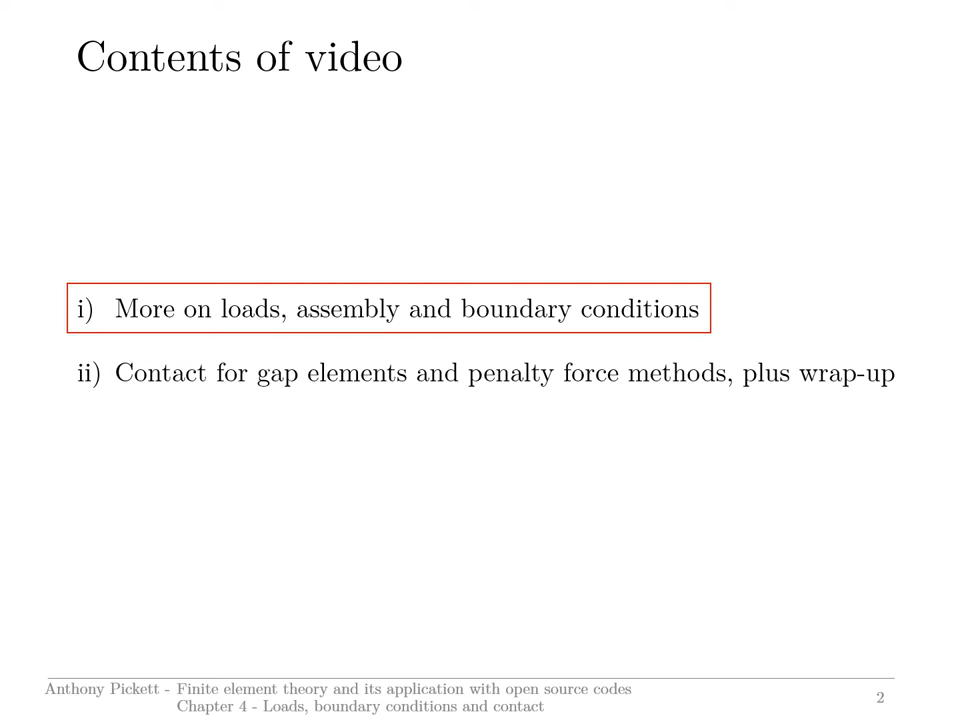 Contents of video
i) More on loads, assembly and boundary conditions
ii) Contact for gap elements and penalty force methods, plus wrap-up
Anthony Pickett - Finite element theory and its application with open source codes
Chapter 4 - Loads, boundary conditions and contact
2